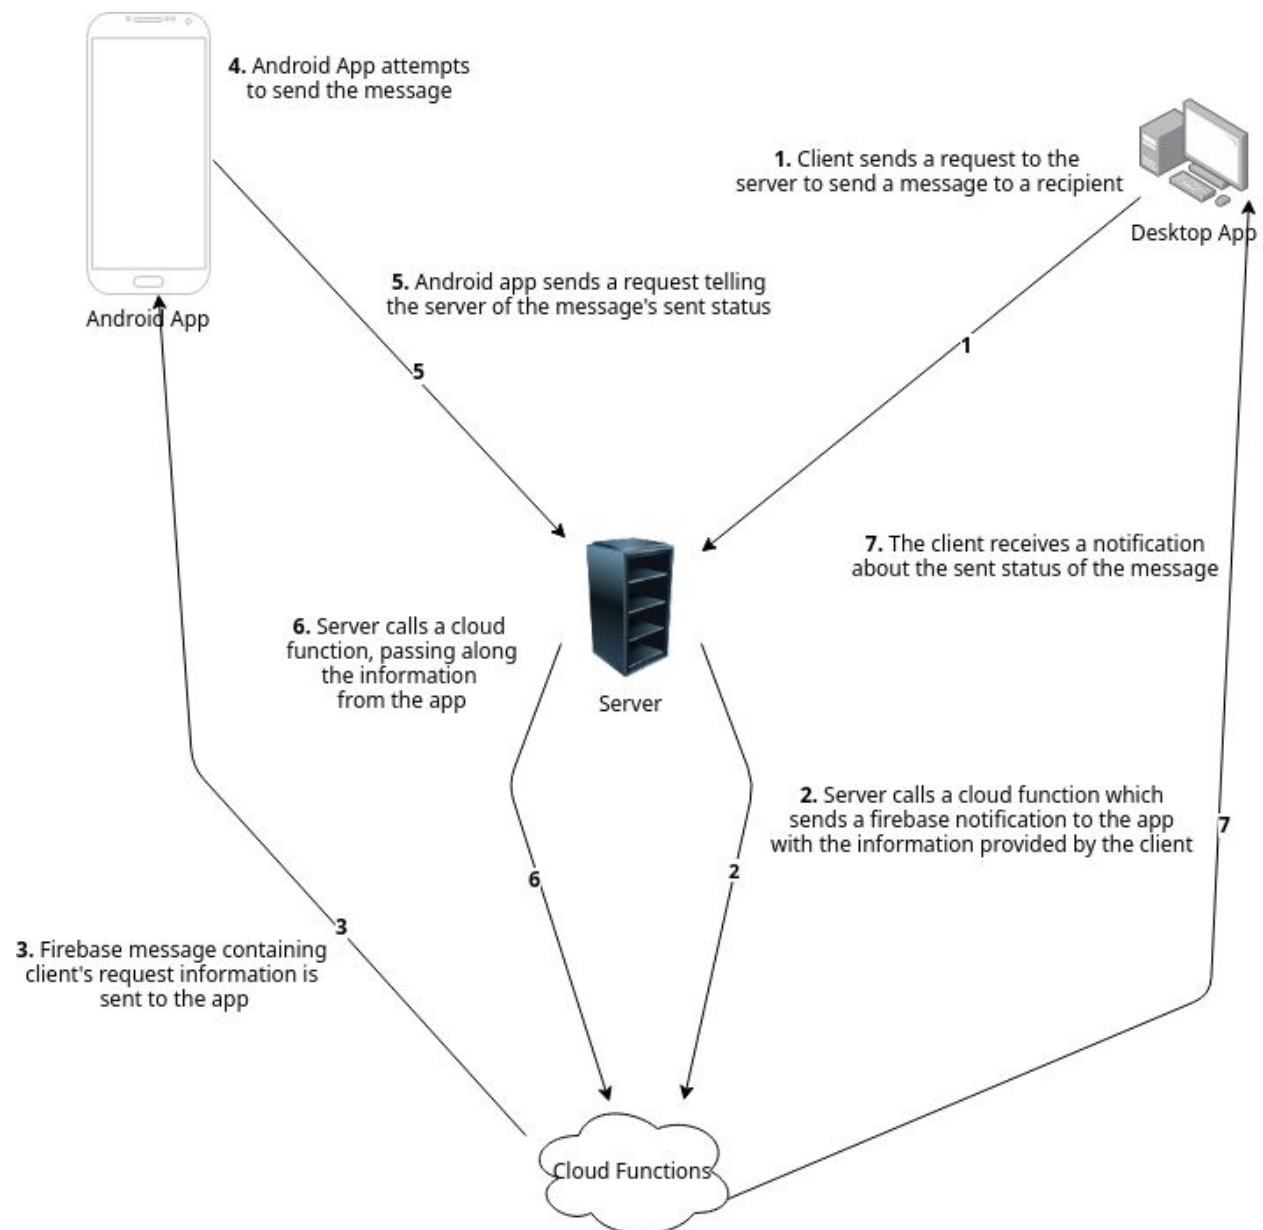 4. Android App attempts
to send the message
1. Client sends a request to the
server to send a message to a recipient
Desktop App
5. Android app sends a request telling
the server of the message's sent status
Android App
1
5
7. The client receives a notification
about the sent status of the message
6. Server calls a cloud
function, passing along
the information
from the app
Server
2. Server calls a cloud function which
sends a firebase notification to the app
with the information provided by the client
7
6
2
3
3. Firebase message containing
client's request information is
sent to the app
Cloud Functions